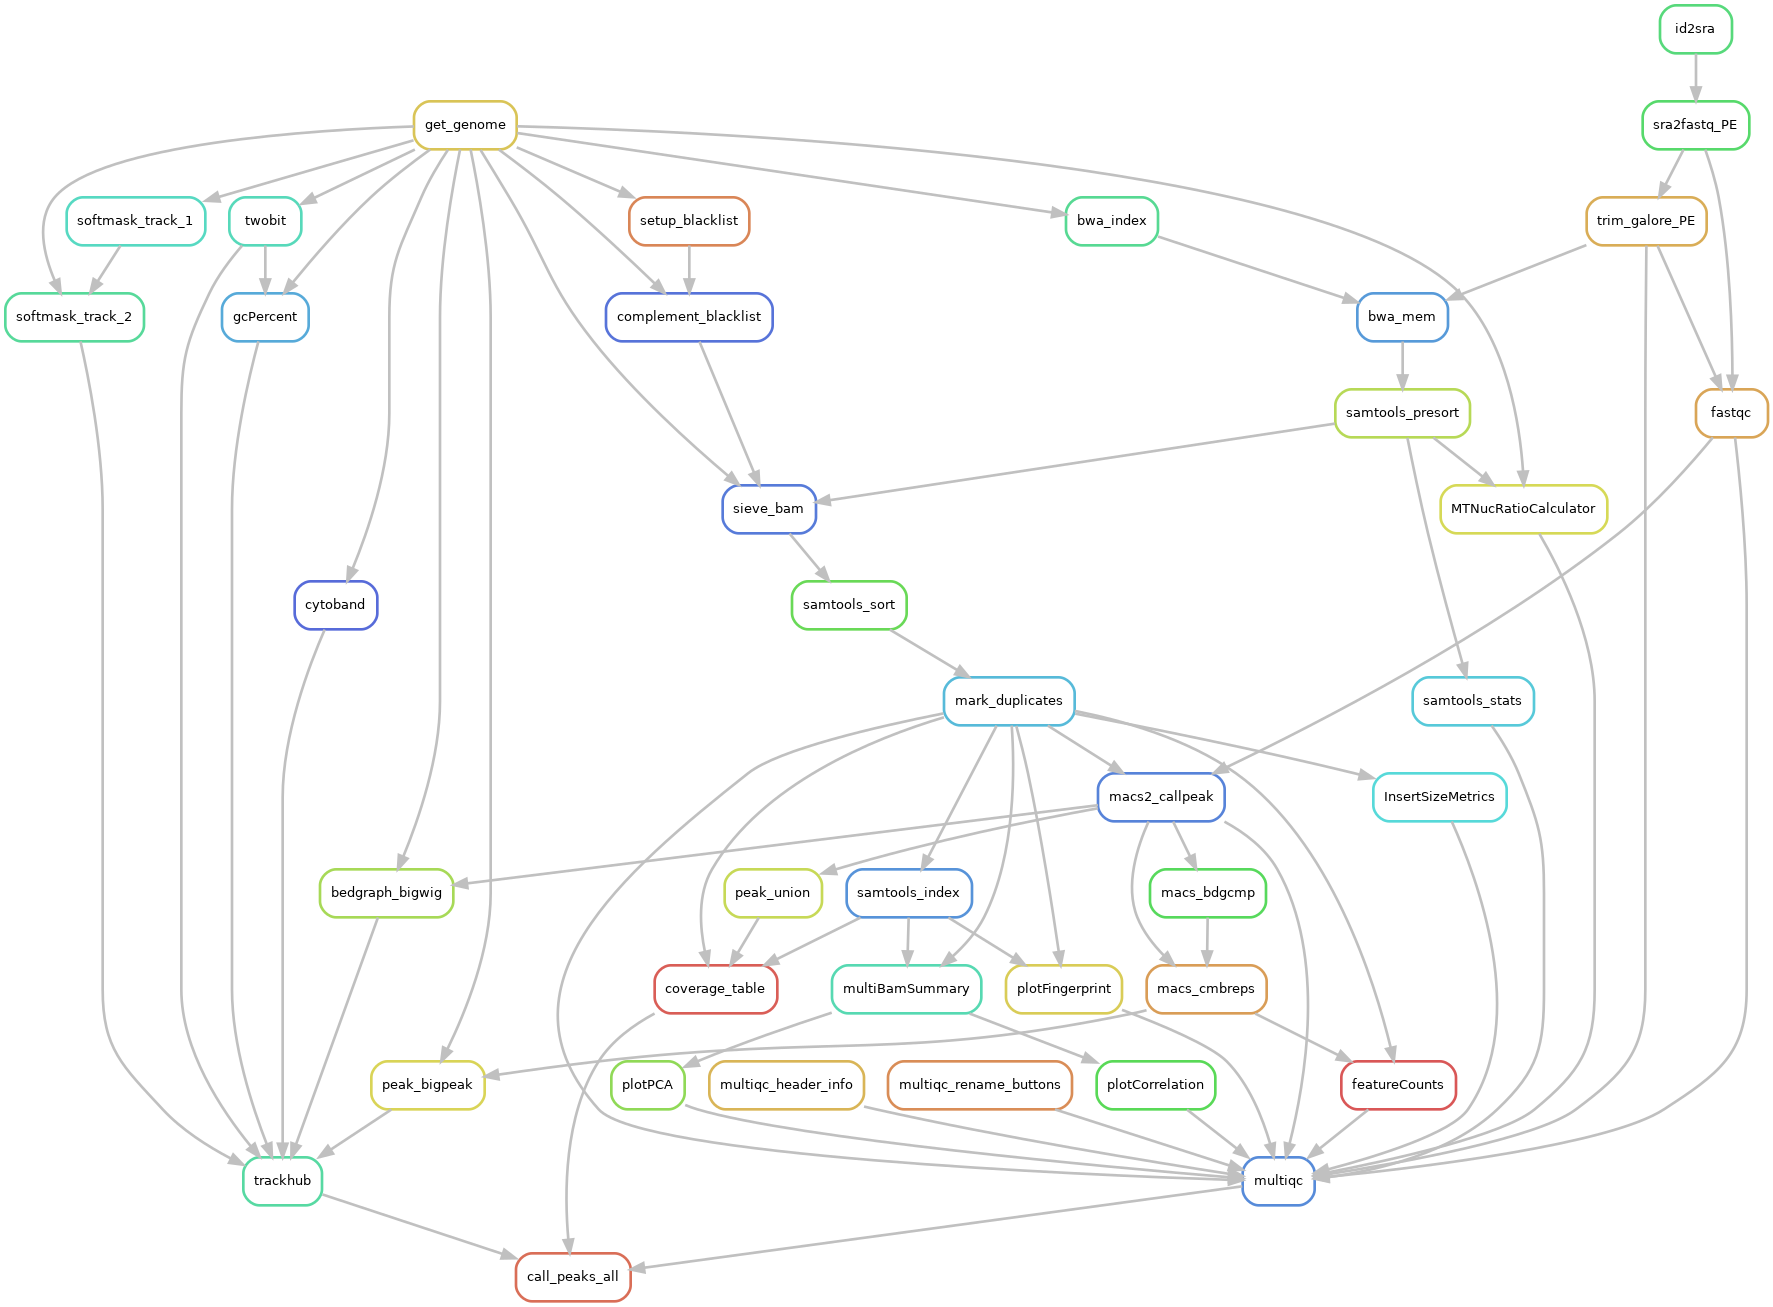 id2sra
get_genome
sra2fastq_PE
softmask_track_1
twobit
setup_blacklist
bwa_index
trim_galore_PE
softmask_track_2
gcPercent
complement_blacklist
bwa_mem
samtools_presort
fastqc
sieve_bam
MTNucRatioCalculator
cytoband
samtools_sort
mark_duplicates
samtools_stats
macs2_callpeak
InsertSizeMetrics
bedgraph_bigwig
peak_union
samtools_index
macs_bdgcmp
coverage_table
multiBamSummary
plotFingerprint
macs_cmbreps
peak_bigpeak
plotPCA
multiqc_header_info
multiqc_rename_buttons
plotCorrelation
featureCounts
trackhub
multiqc
call_peaks_all